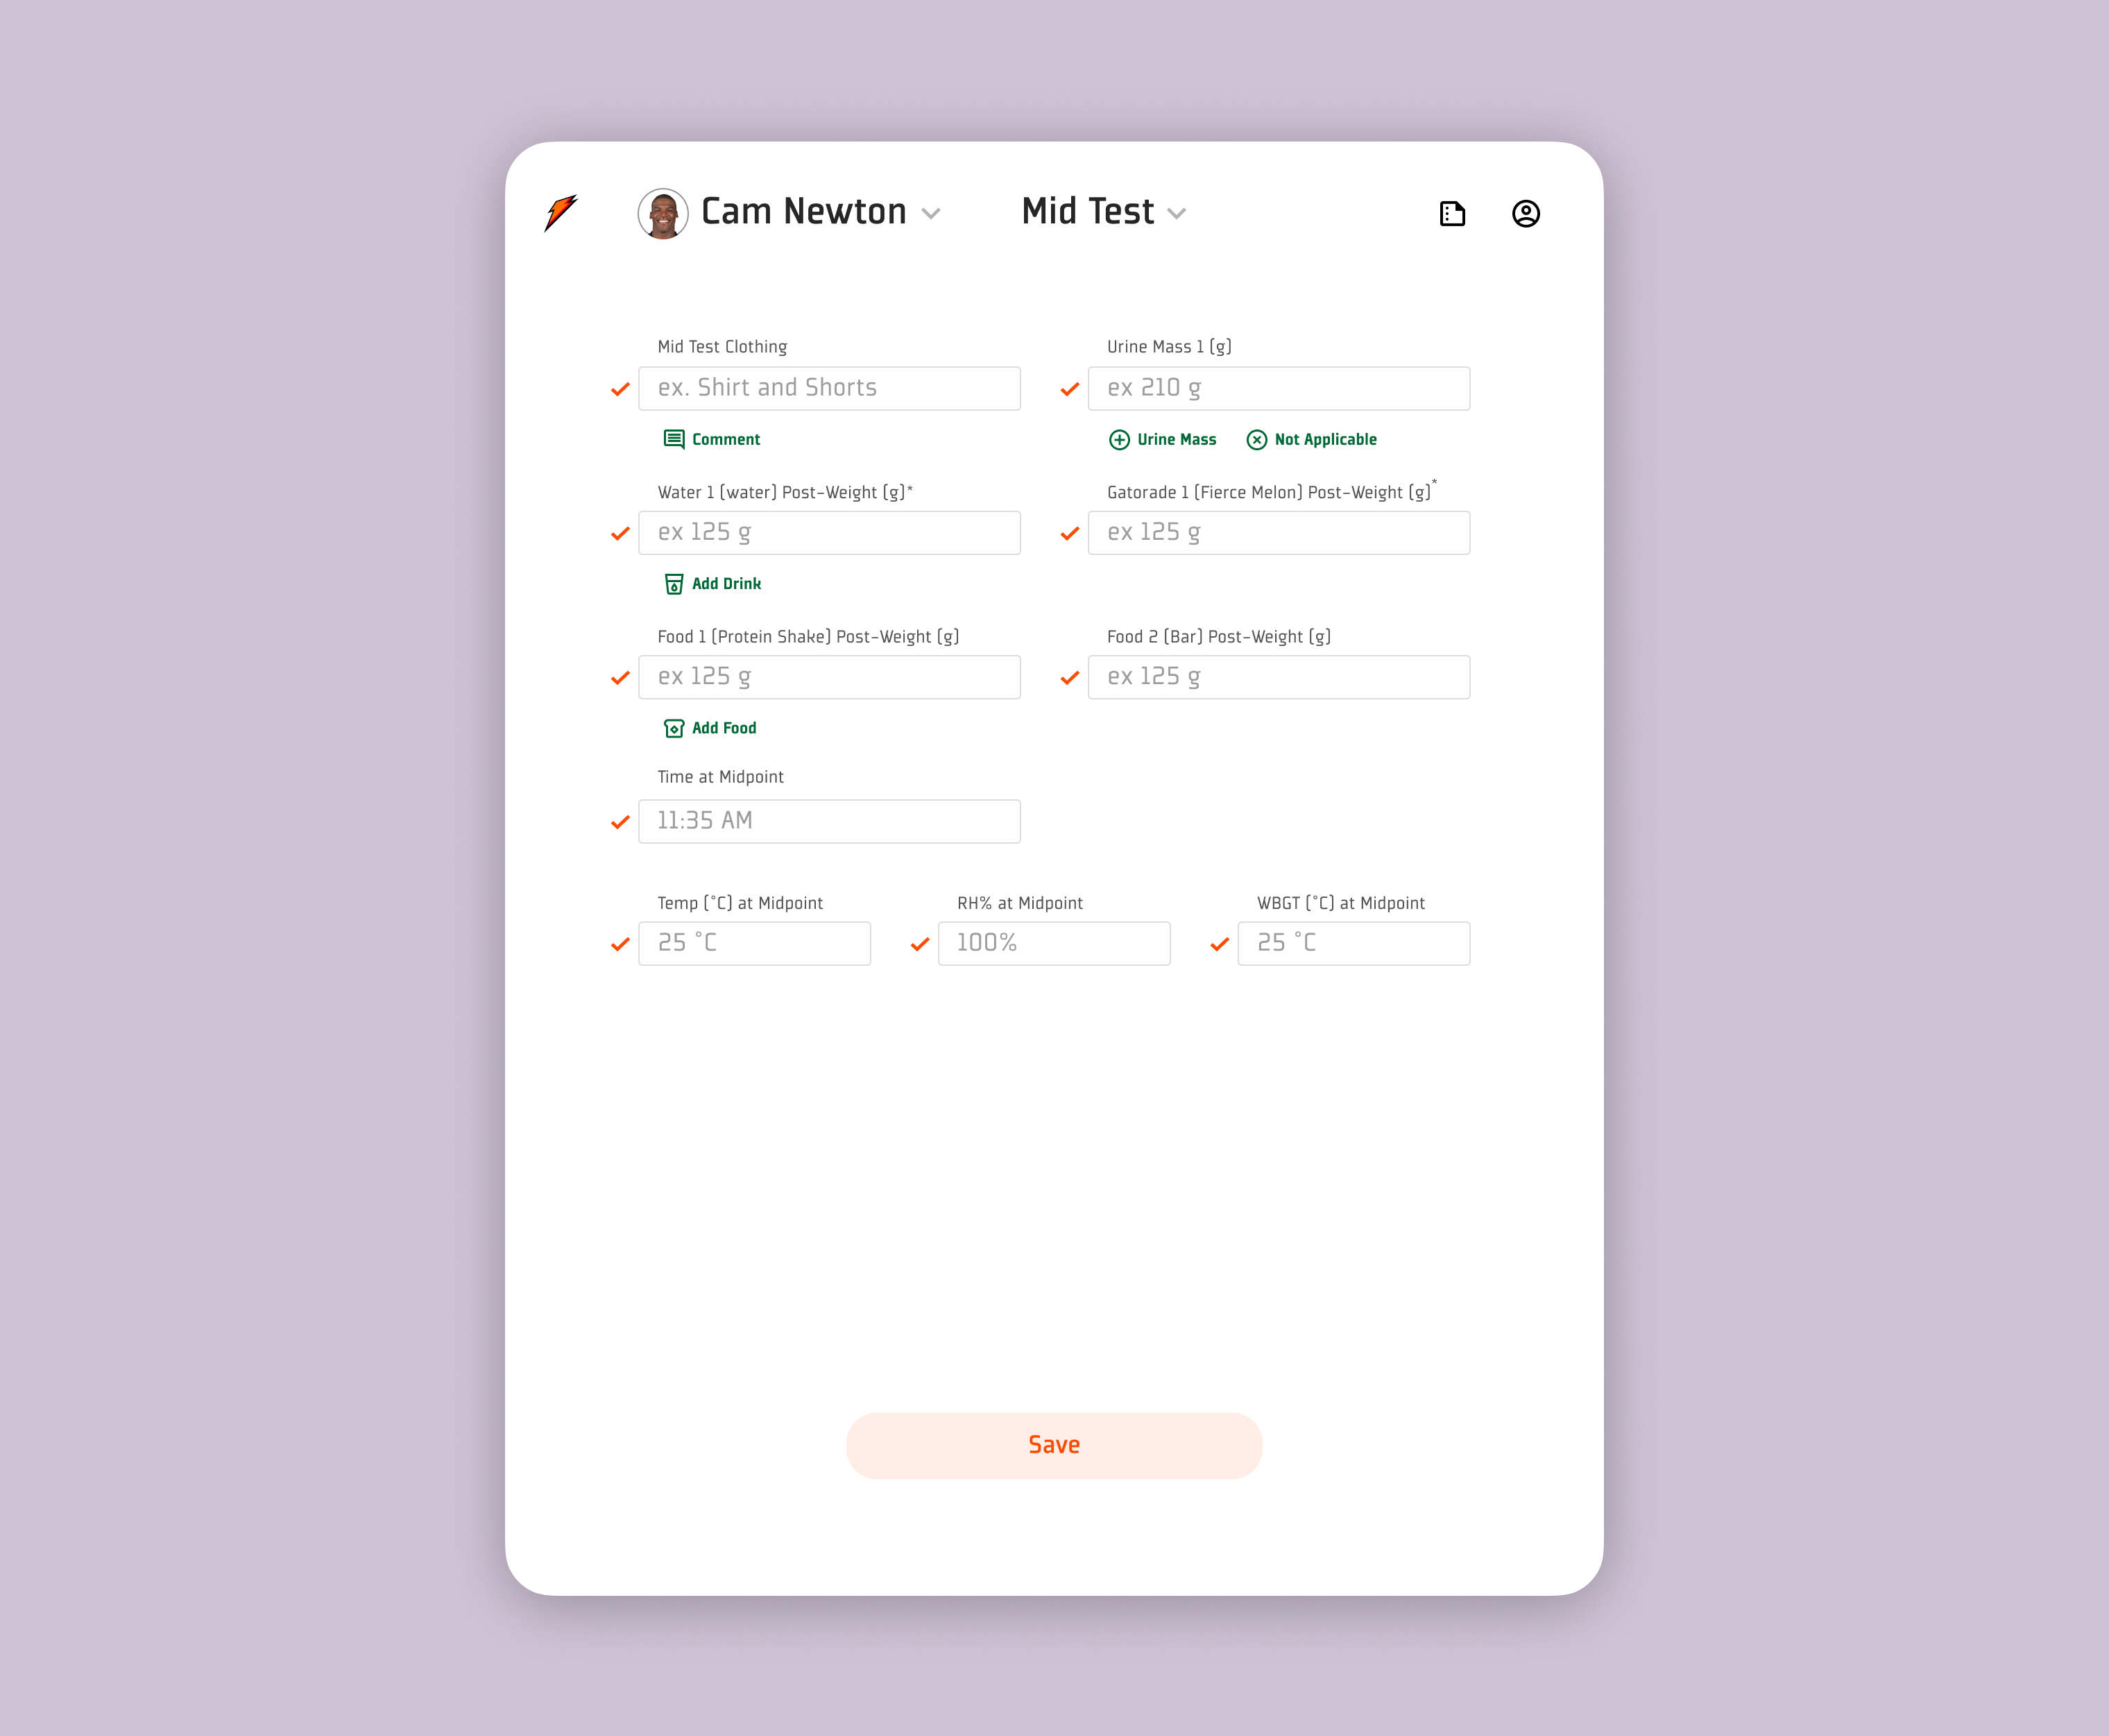 Cam Newton
Mid Test
Mid Test Clothing
Urine Mass 1 (g)
ex. Shirt and Shorts
ex 210 g
Comment
Urine Mass
Not Applicable
Water 1 (water) Post-Weight (g)*
Gatorade 1 (Fierce Melon) Post-Weight (g)*
ex 125 g
ex 125 g
Add Drink
Food 1 (Protein Shake) Post-Weight (g)
Food 2 (Bar) Post-Weight (g)
ex 125 g
ex 125 g
Add Food
Time at Midpoint
11:35 AM
Temp (°C) at Midpoint
RH% at Midpoint
WBGT (°C) at Midpoint
25 °C
100%
25 °C
Save